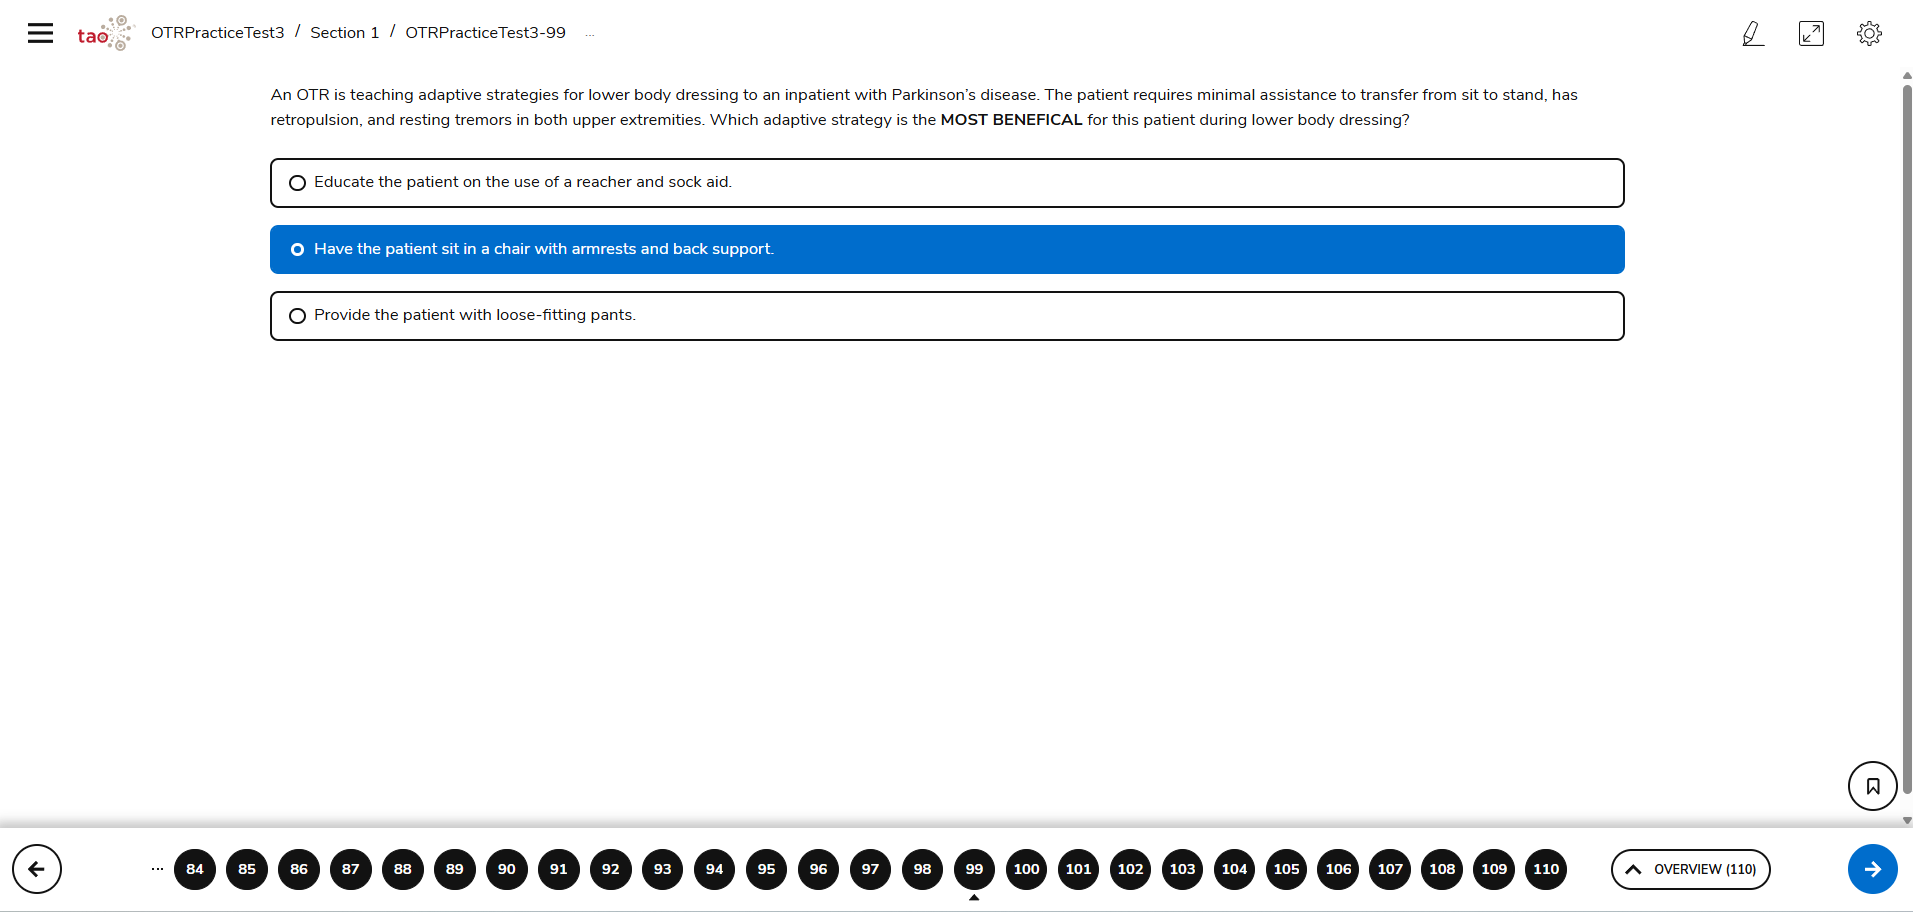 tao
OTRPracticeTest3 / Section 1 / OTRPracticeTest3-99 ...
An OTR is teaching adaptive strategies for lower body dressing to an inpatient with Parkinson’s disease. The patient requires minimal assistance to transfer from sit to stand, has
retropulsion, and resting tremors in both upper extremities. Which adaptive strategy is the MOST BENEFICAL for this patient during lower body dressing?
Educate the patient on the use of a reacher and sock aid.
Have the patient sit in a chair with armrests and back support.
Provide the patient with loose-fitting pants.
... 84 85 86 87 88 89 90 91 92 93 94 95 96 97 98 99 100 101 102 103 104 105 106 107 108 109 110 OVERVIEW (110)